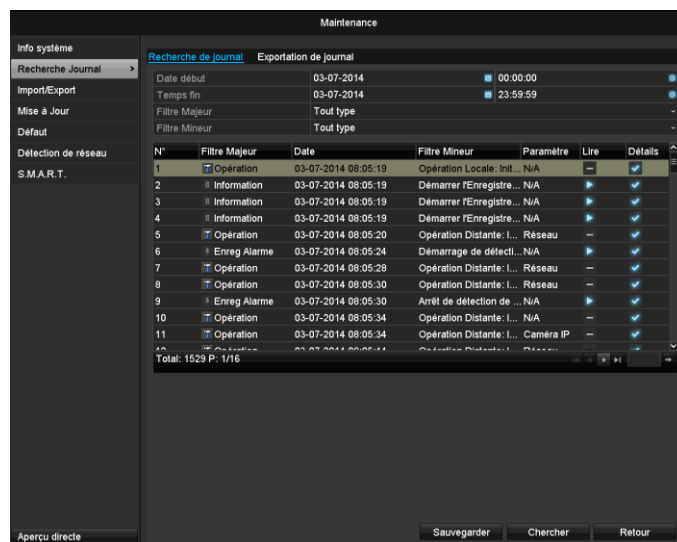 Maintenance
Info système
Recherche Journal >
Import/Export
Mise à Jour
Défaut
Détection de réseau
S.M.A.R.T.
Aperçu directe
Recherche de journal Exportation de journal
Date début 03-07-2014 00:00:00
Temps fin 03-07-2014 23:59:59
Filtre Majeur Tout type
Filtre Mineur Tout type
N° Filtre Majeur Date Filtre Mineur Paramètre Lire Détails
1 Opération 03-07-2014 08:05:19 Opération Locale: Init... N/A
2 Information 03-07-2014 08:05:19 Démarrer l'Enregistre... N/A
3 Information 03-07-2014 08:05:19 Démarrer l'Enregistre... N/A
4 Information 03-07-2014 08:05:19 Démarrer l'Enregistre... N/A
5 Opération 03-07-2014 08:05:20 Opération Distante: I... Réseau
6 Enreg Alarme 03-07-2014 08:05:24 Démarrage de détecti... N/A
7 Opération 03-07-2014 08:05:28 Opération Distante: I... Réseau
8 Opération 03-07-2014 08:05:30 Opération Distante: I... Réseau
9 Enreg Alarme 03-07-2014 08:05:30 Arrêt de détection de ... N/A
10 Opération 03-07-2014 08:05:34 Opération Distante: I... N/A
11 Opération 03-07-2014 08:05:34 Opération Distante: I... Caméra IP
Total: 1529 P: 1/16
Sauvegarder Chercher Retour